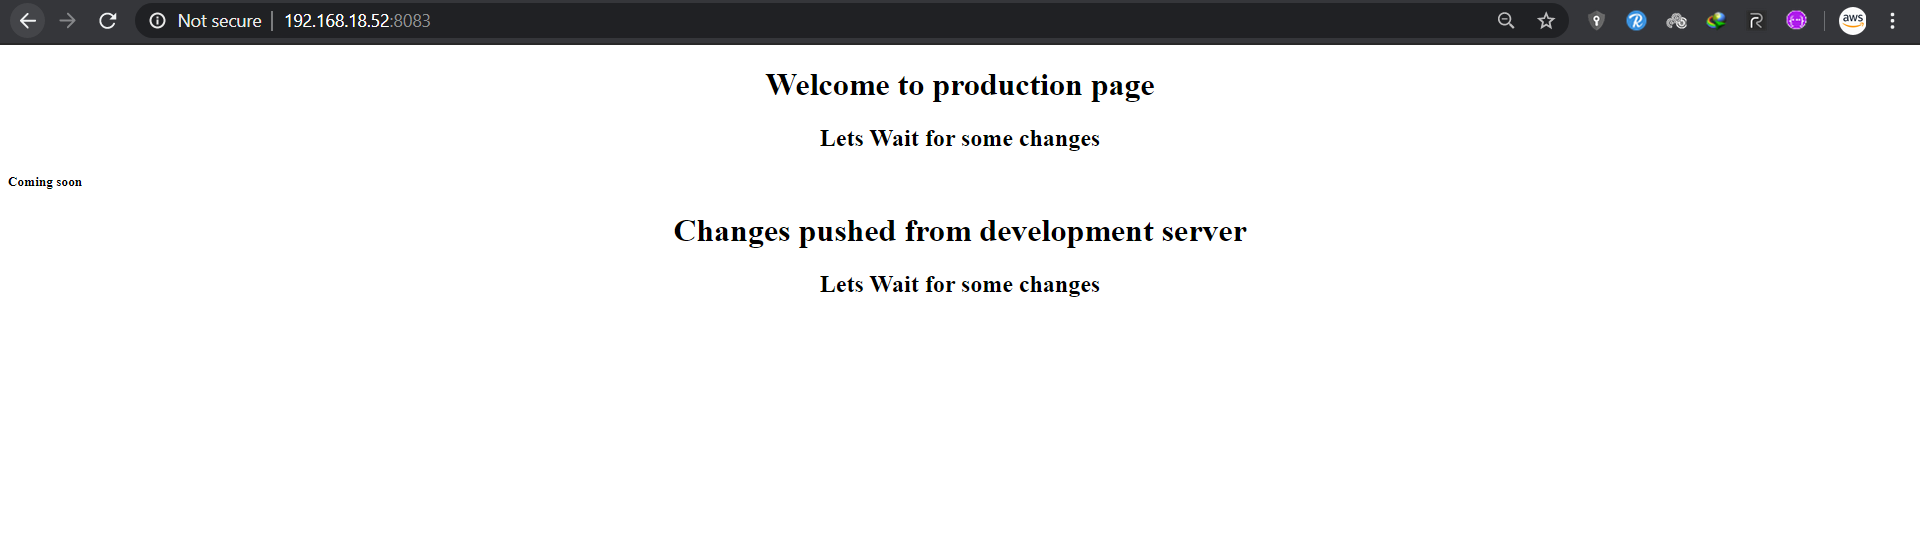 Not secure | 192.168.18.52:8083
aws
Welcome to production page
Lets Wait for some changes
Coming soon
Changes pushed from development server
Lets Wait for some changes